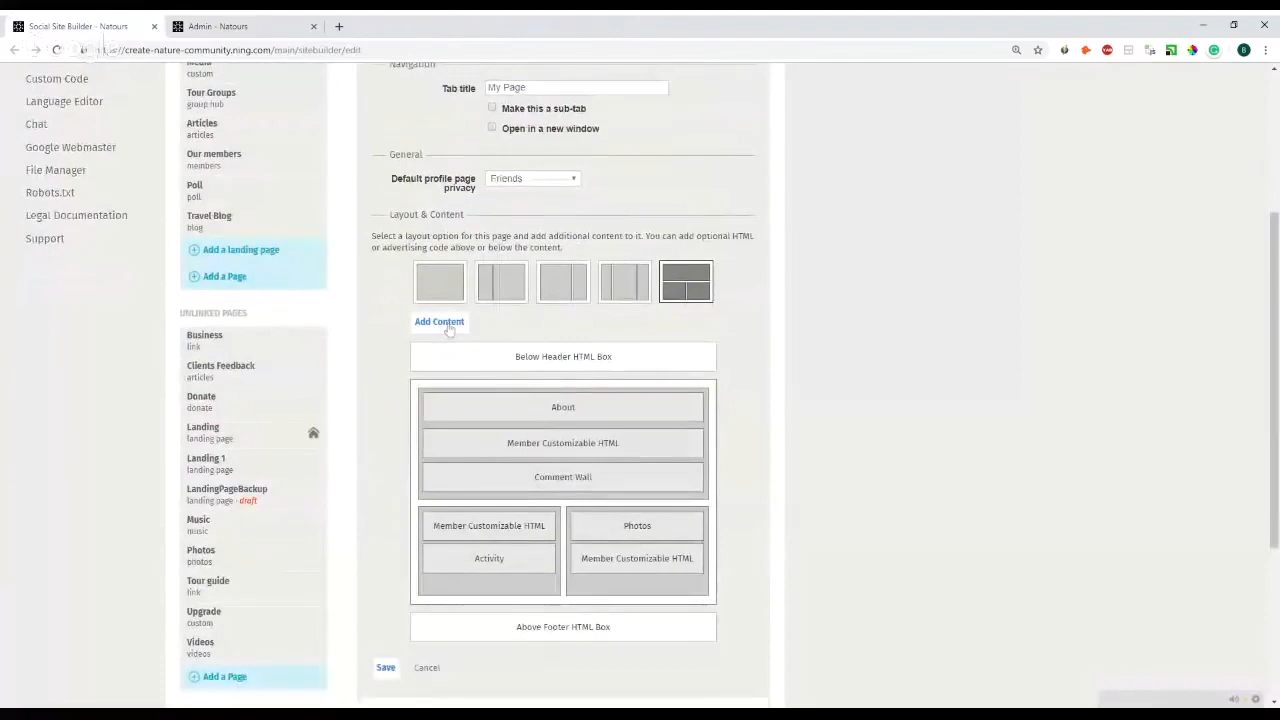 Social Site Builder - Natours
Admin - Natours
create-nature-community.ning.com/main/sitebuilder/edit
B
Custom Code
Language Editor
Chat
Google Webmaster
File Manager
Robots.txt
Legal Documentation
Support
Media
custom
Tour Groups
group hub
Articles
articles
Our members
members
Poll
poll
Travel Blog
blog
Add a landing page
Add a Page
UNLINKED PAGES
Business
link
Clients Feedback
articles
Donate
donate
Landing
landing page
Landing 1
landing page
LandingPageBackup
landing page - draft
Music
music
Photos
photos
Tour guide
link
Upgrade
custom
Videos
videos
Add a Page
Navigation
Tab title
My Page
Make this a sub-tab
Open in a new window
General
Default profile page
privacy
Friends
Layout & Content
Select a layout option for this page and add additional content to it. You can add optional HTML
or advertising code above or below the content.
Add Content
Below Header HTML Box
About
Member Customizable HTML
Comment Wall
Member Customizable HTML
Photos
Activity
Member Customizable HTML
Above Footer HTML Box
Save
Cancel